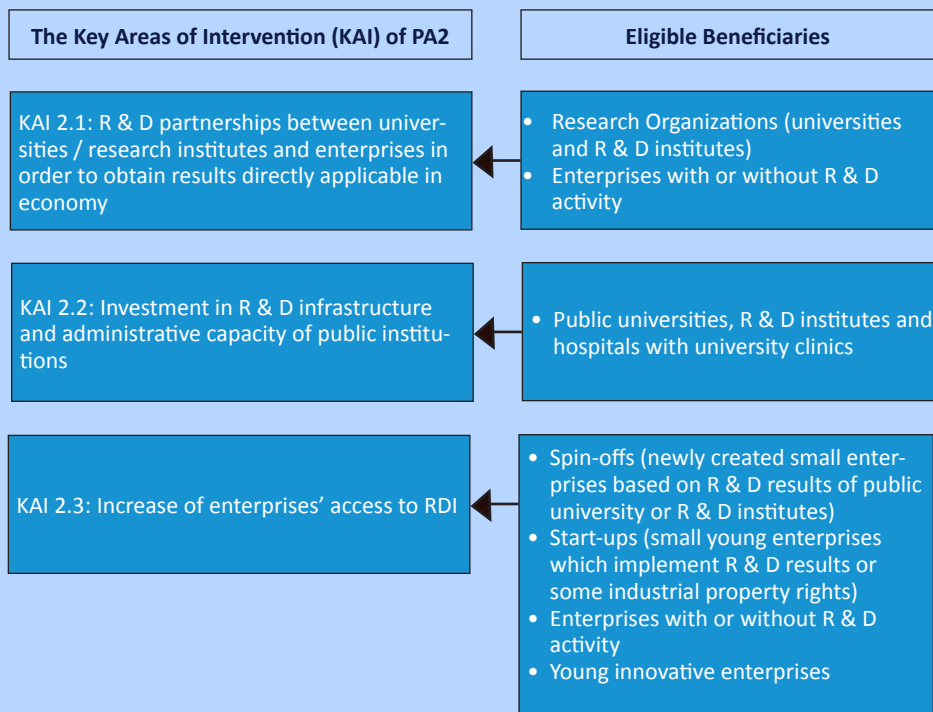 The Key Areas of Intervention (KAI) of PA2
Eligible Beneficiaries
KAI 2.1: R & D partnerships between univer-
sities / research institutes and enterprises in
order to obtain results directly applicable in
economy
• Research Organizations (universities
and R & D institutes)
• Enterprises with or without R & D
activity
KAI 2.2: Investment in R & D infrastructure
and administrative capacity of public institu-
tions
• Public universities, R & D institutes and
hospitals with university clinics
KAI 2.3: Increase of enterprises’ access to RDI
• Spin-offs (newly created small enter-
prises based on R & D results of public
university or R & D institutes)
• Start-ups (small young enterprises
which implement R & D results or
some industrial property rights)
• Enterprises with or without R & D
activity
• Young innovative enterprises